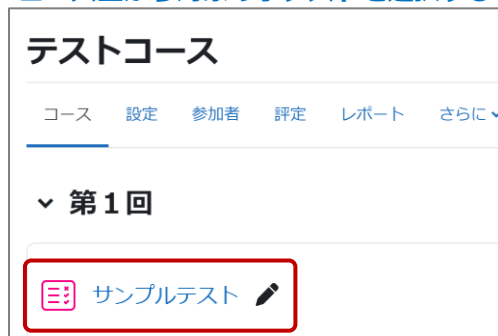 テストコース
コース 設定 参加者 評定 レポート さらに
第１回
サンプルテスト